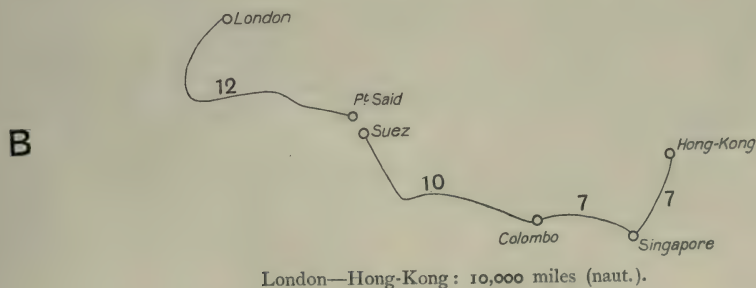 London
12
Pt Said
B
Suez
Hong-Kong
10
7
7
Colombo
Singapore
London—Hong-Kong: 10,000 miles (naut.).